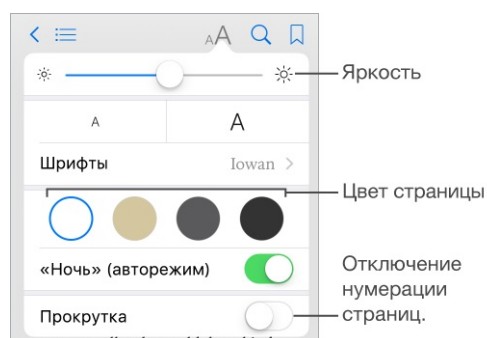 AA
Яркость
A A
Шрифты Iowan >
Цвет страницы
«Ночь» (авторежим)
Отключение
нумерации
страниц.
Прокрутка